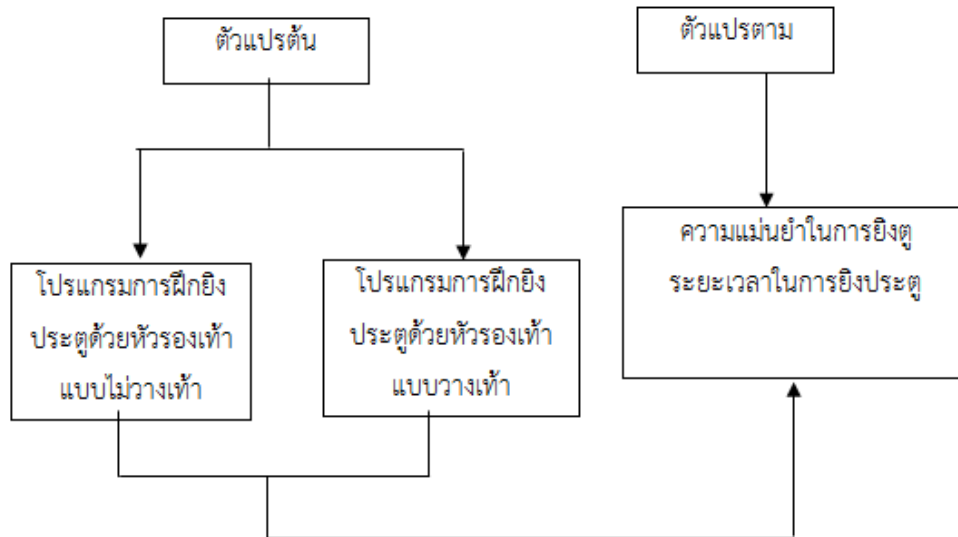 ตัวแปรต้น
ตัวแปรตาม
โปรแกรมการฝึกยิง
ประตูด้วยหัวรองเท้า
แบบไม่วางเท้า
โปรแกรมการฝึกยิง
ประตูด้วยหัวรองเท้า
แบบวางเท้า
ความแม่นยำในการยิงตู
ระยะเวลาในการยิงประตู